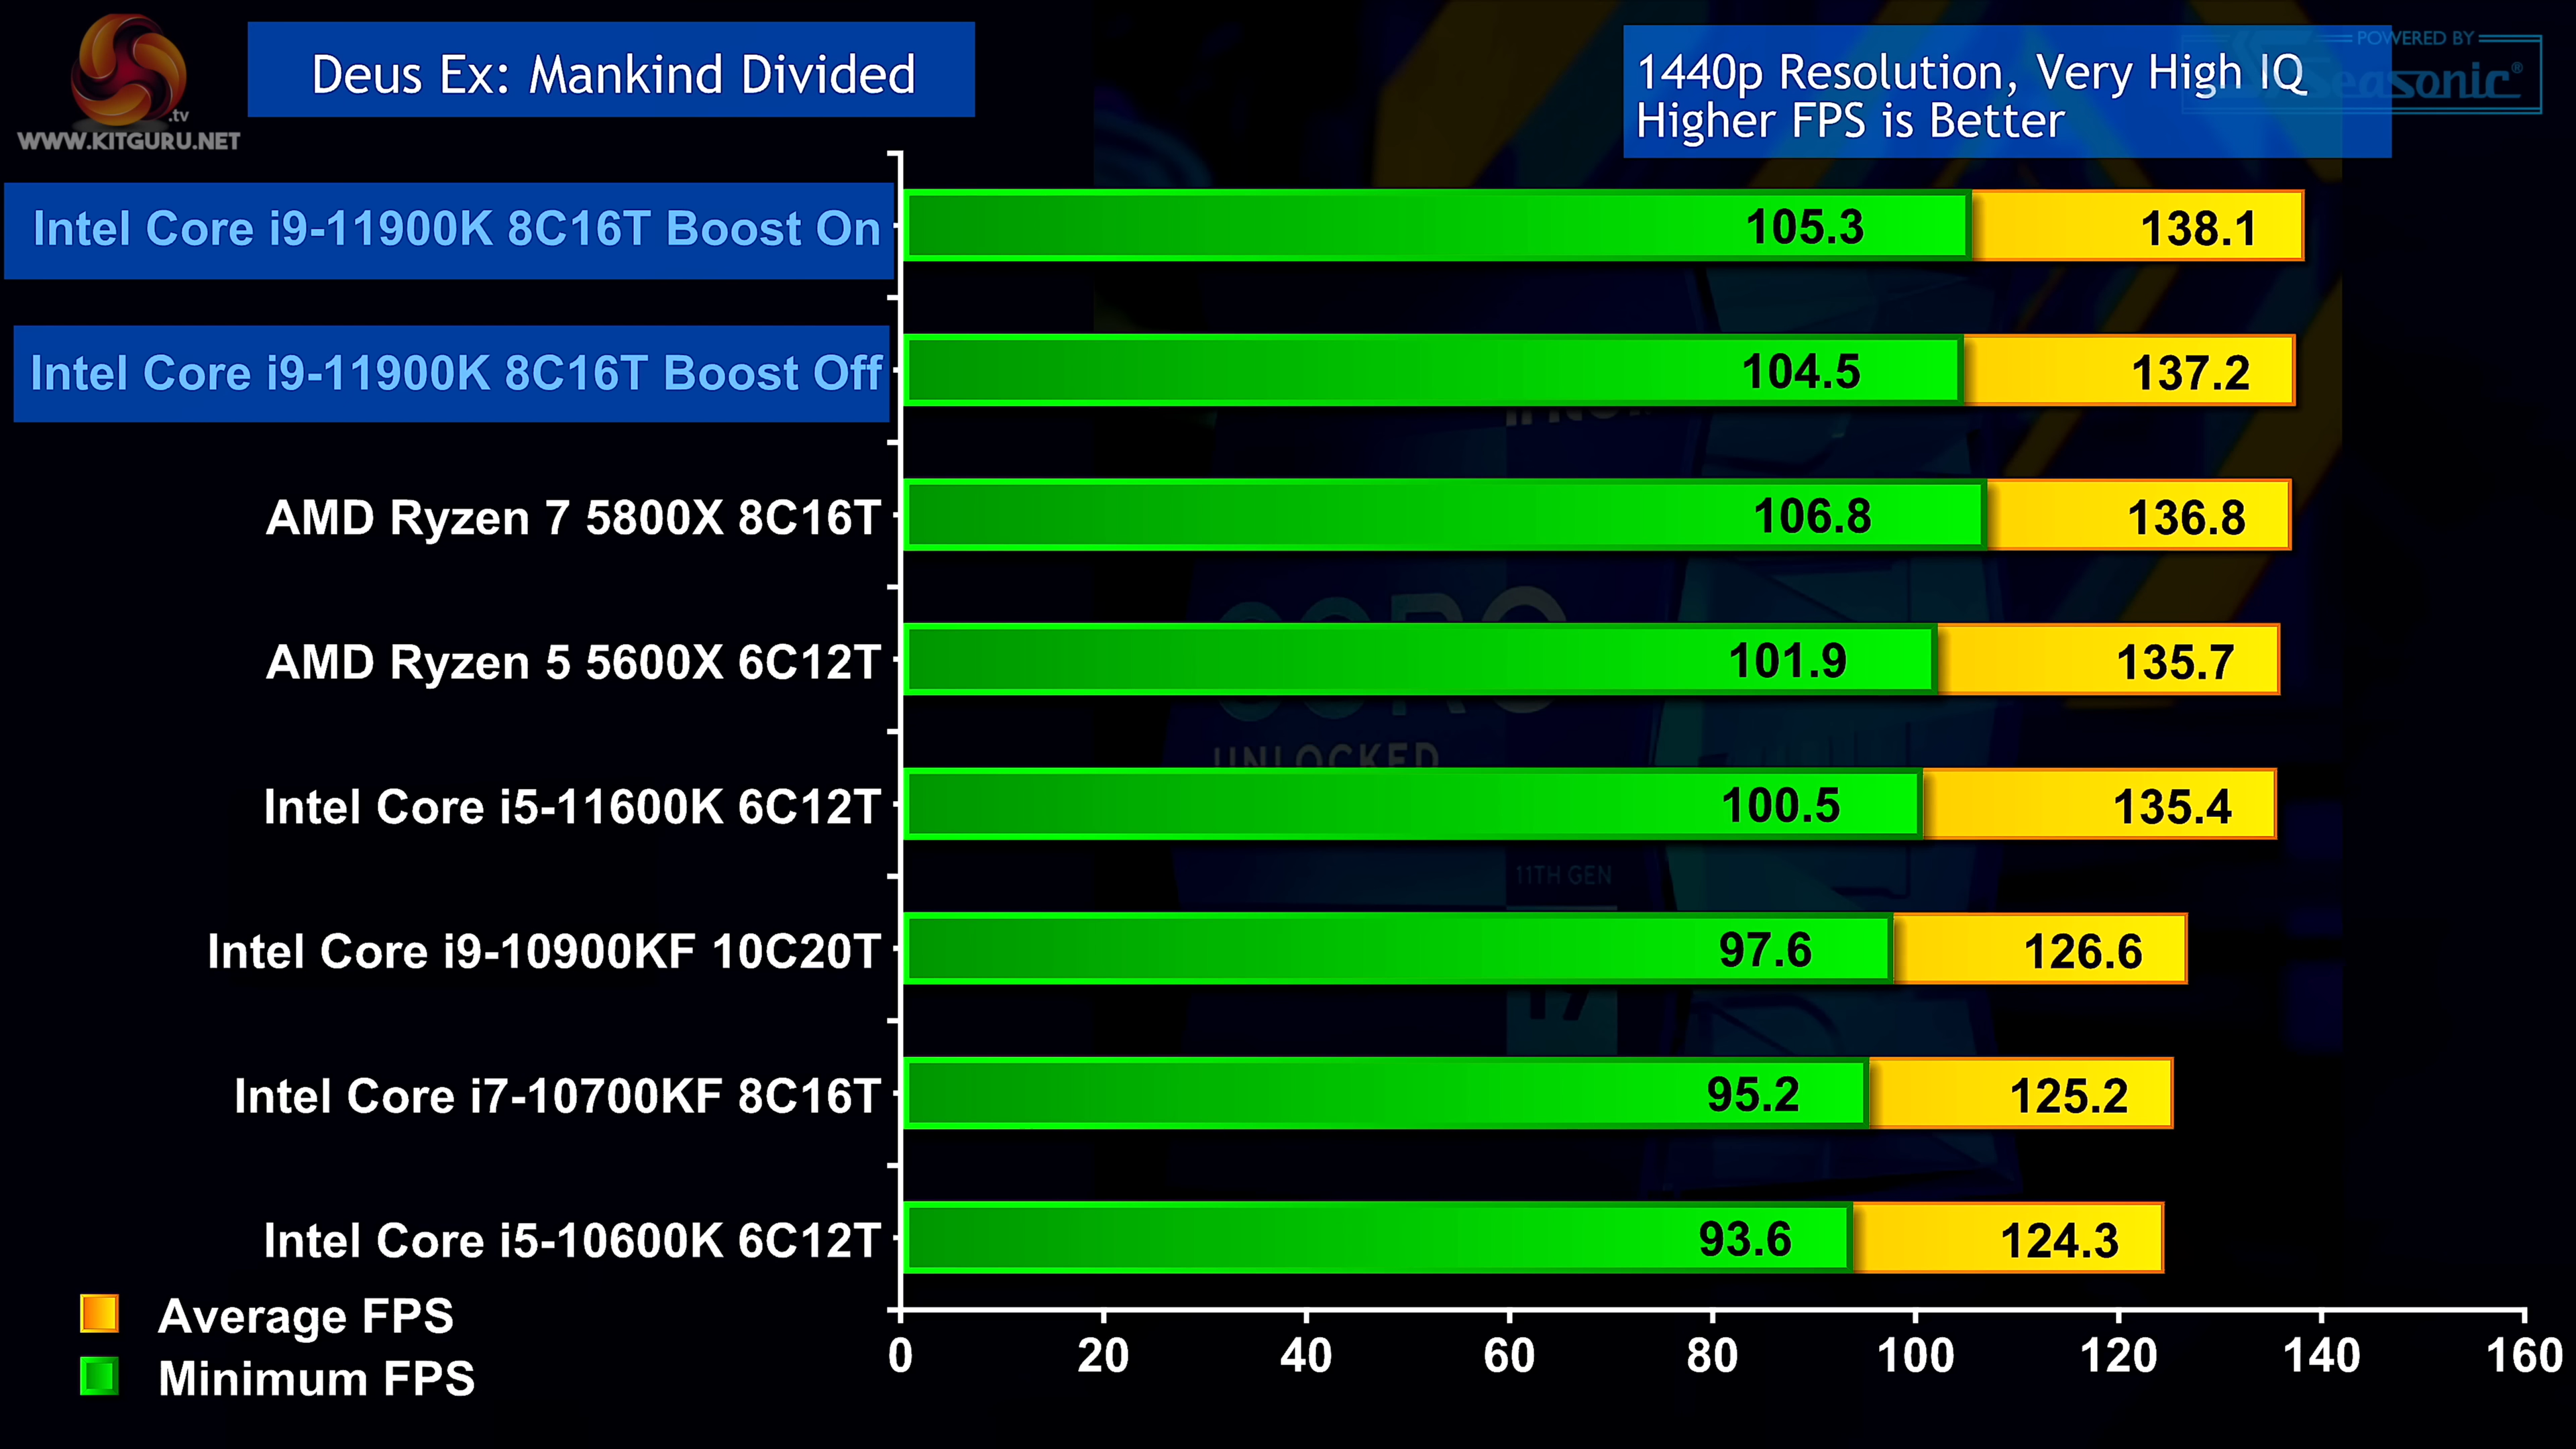 .tv
WWW.KITGURU.NET
Deus Ex: Mankind Divided
1440p Resolution, Very High IQ
Higher FPS is Better
POWERED BY
Seasonic®
Intel Core i9-11900K 8C16T Boost On
105.3
138.1
Intel Core i9-11900K 8C16T Boost Off
104.5
137.2
AMD Ryzen 7 5800X 8C16T
106.8
136.8
AMD Ryzen 5 5600X 6C12T
101.9
135.7
UNLOCKED
Intel Core i5-11600K 6C12T
100.5
135.4
11TH GEN
Intel Core i9-10900KF 10C20T
97.6
126.6
Intel Core i7-10700KF 8C16T
95.2
125.2
Intel Core i5-10600K 6C12T
93.6
124.3
Average FPS
Minimum FPS
0 20 40 60 80 100 120 140 160